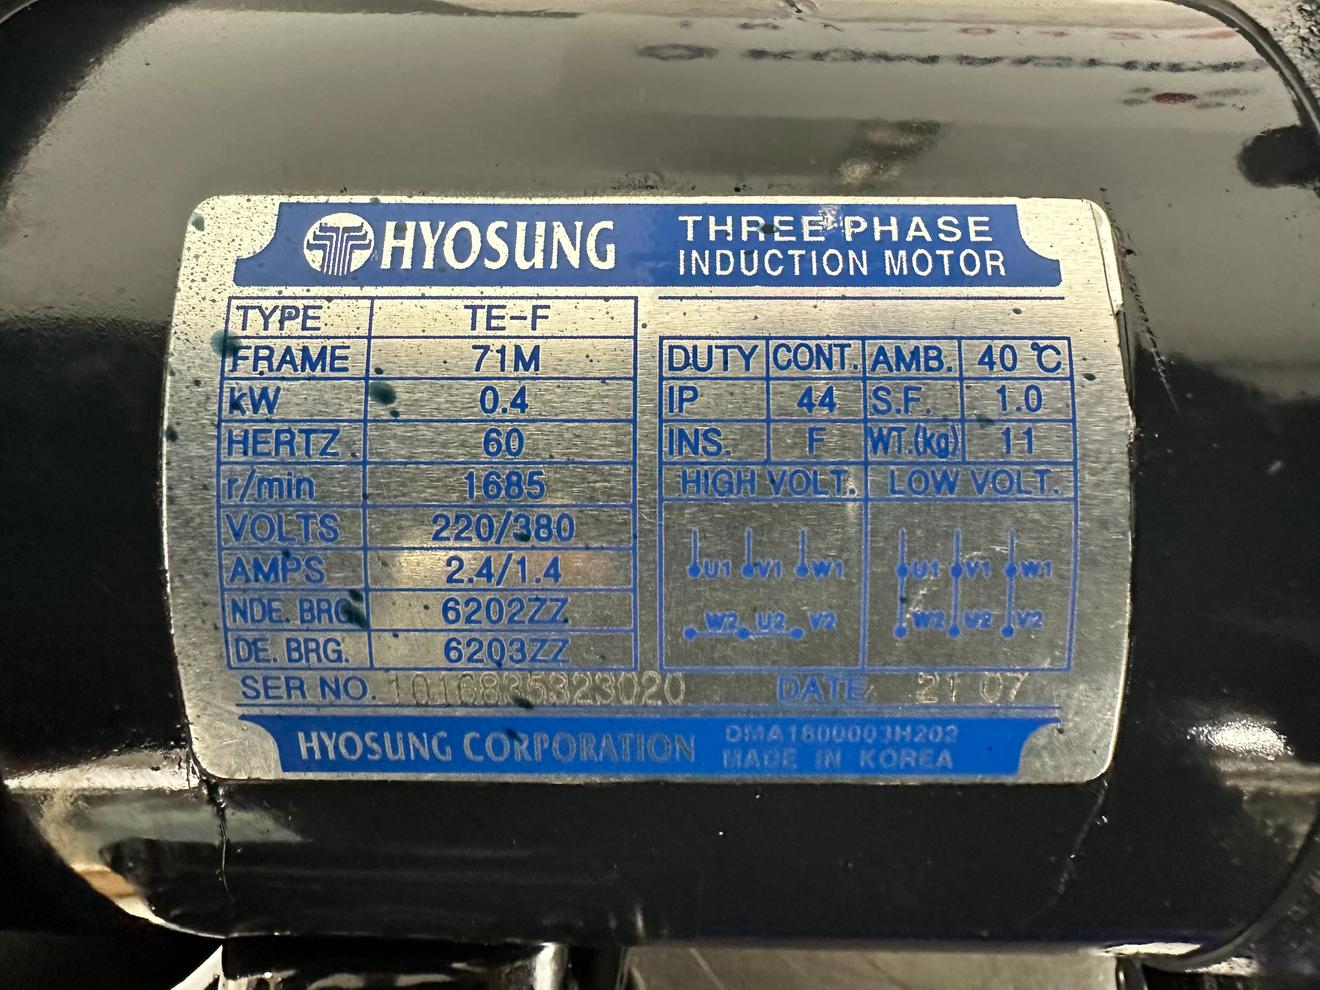 HYOSUNG
THREE PHASE
INDUCTION MOTOR
TYPE TE-F
FRAME 71M
kW 0.4
HERTZ 60
r/min 1685
VOLTS 220/380
AMPS 2.4/1.4
NDE. BRG. 6202ZZ
DE. BRG. 6203ZZ
DUTY CONT. AMB. 40 ℃
IP 44 S.F. 1.0
INS. F WT.(kg) 11
HIGH VOLT. LOW VOLT.
U1 V1 W1 U1 V1 W1
W2 U2 V2 W2 U2 V2
SER NO. DATE 21 07
HYOSUNG CORPORATION
DMA1800003H202
MADE IN KOREA